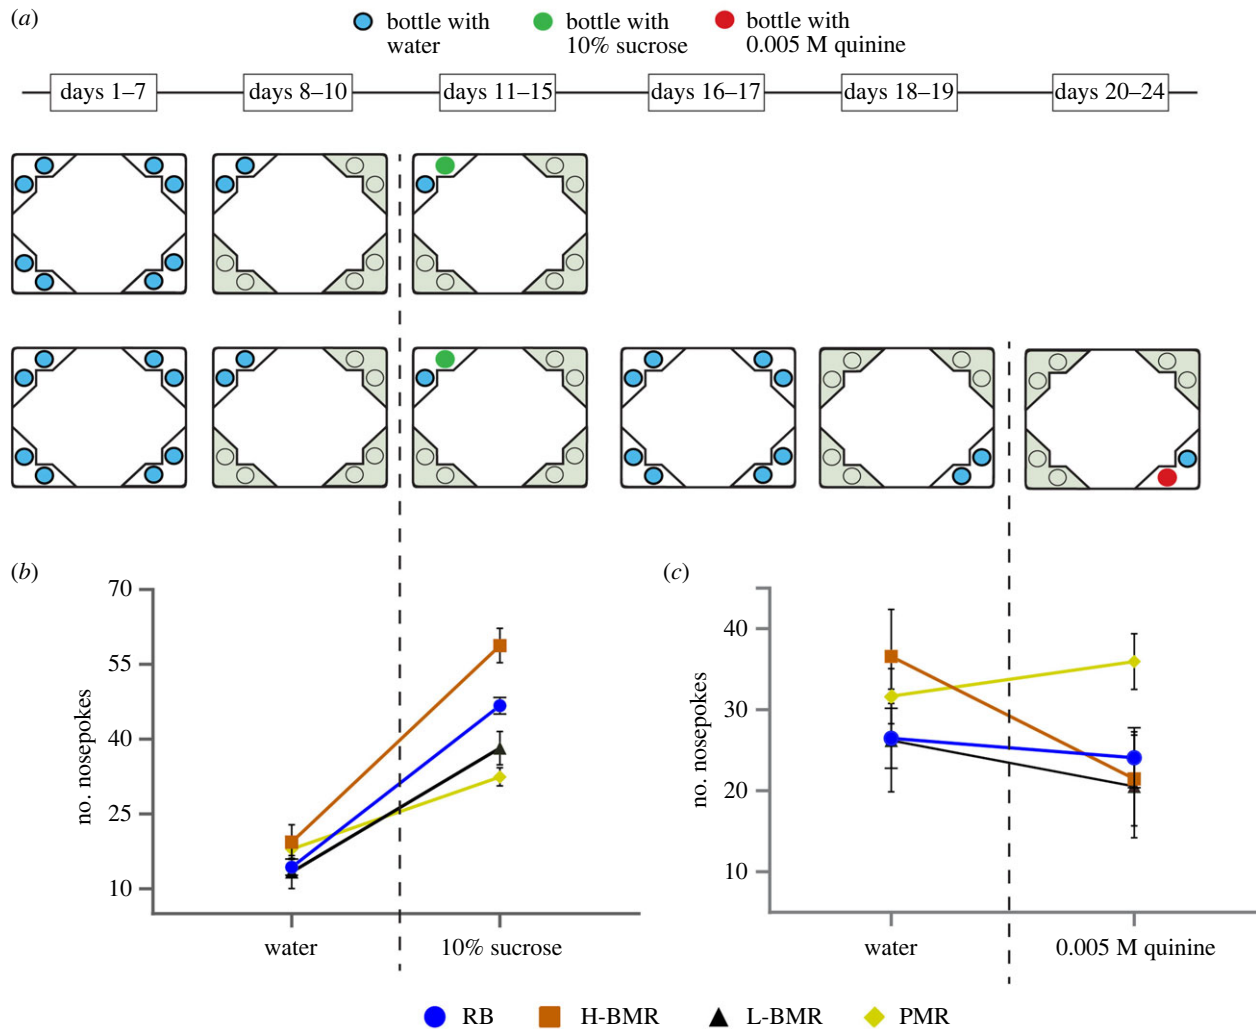 (a)
bottle with
water
bottle with
10% sucrose
bottle with
0.005 M quinine
days 1–7
days 8–10
days 11–15
days 16–17
days 18–19
days 20–24
(b)
70
55
40
25
10
no. nosepokes
water
10% sucrose
(c)
40
30
20
10
no. nosepokes
water
0.005 M quinine
RB
H-BMR
L-BMR
PMR